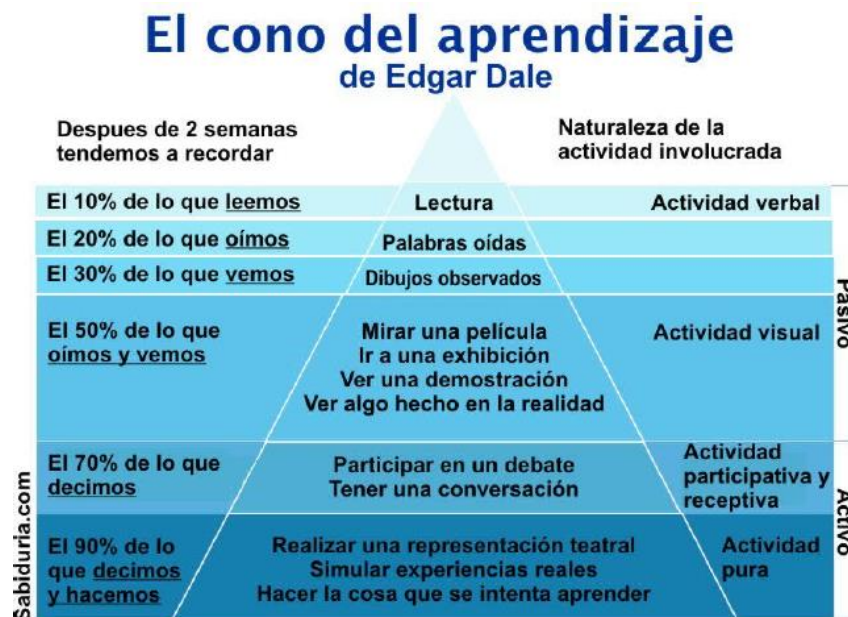 El cono del aprendizaje
de Edgar Dale
Despues de 2 semanas
tendemos a recordar
Naturaleza de la
actividad involucrada
El 10% de lo que leemos
Lectura
Actividad verbal
El 20% de lo que oímos
Palabras oídas
El 30% de lo que vemos
Dibujos observados
El 50% de lo que
oímos y vemos
Mirar una película
Ir a una exhibición
Ver una demostración
Ver algo hecho en la realidad
Actividad visual
Pasivo
El 70% de lo que
decimos
Participar en un debate
Tener una conversación
Actividad
participativa y
receptiva
El 90% de lo
que decimos
y hacemos
Realizar una representación teatral
Simular experiencias reales
Hacer la cosa que se intenta aprender
Actividad
pura
Activo
Sabiduria.com